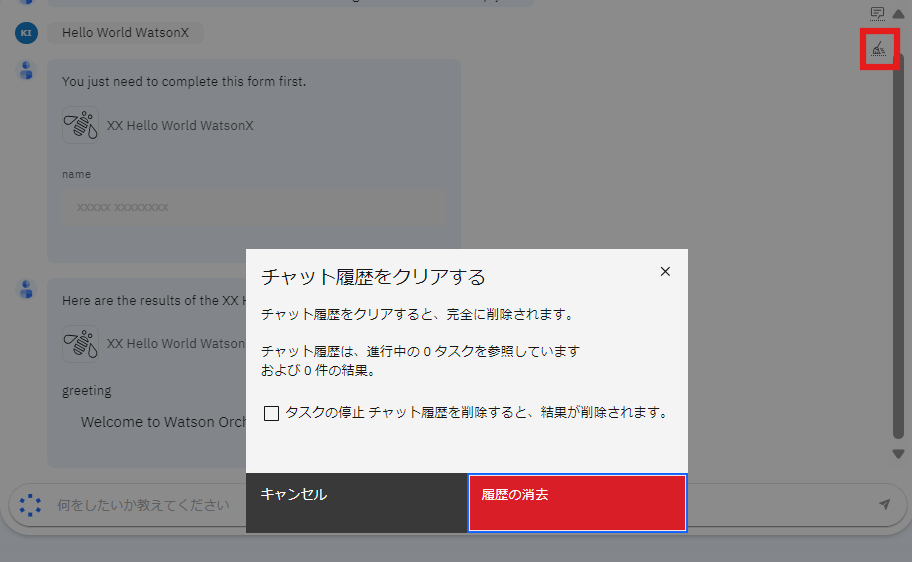 KI
Hello World WatsonX
You just need to complete this form first.
XX Hello World WatsonX
name
xxxxx xxxxxxxx
Here are the results of the XX H
XX Hello World Watson
greeting
Welcome to Watson Orch
チャット履歴をクリアする
チャット履歴をクリアすると、完全に削除されます。
チャット履歴は、進行中の 0 タスクを参照しています
および 0 件の結果。
タスクの停止 チャット履歴を削除すると、結果が削除されます。
キャンセル
履歴の消去
何をしたいか教えてください